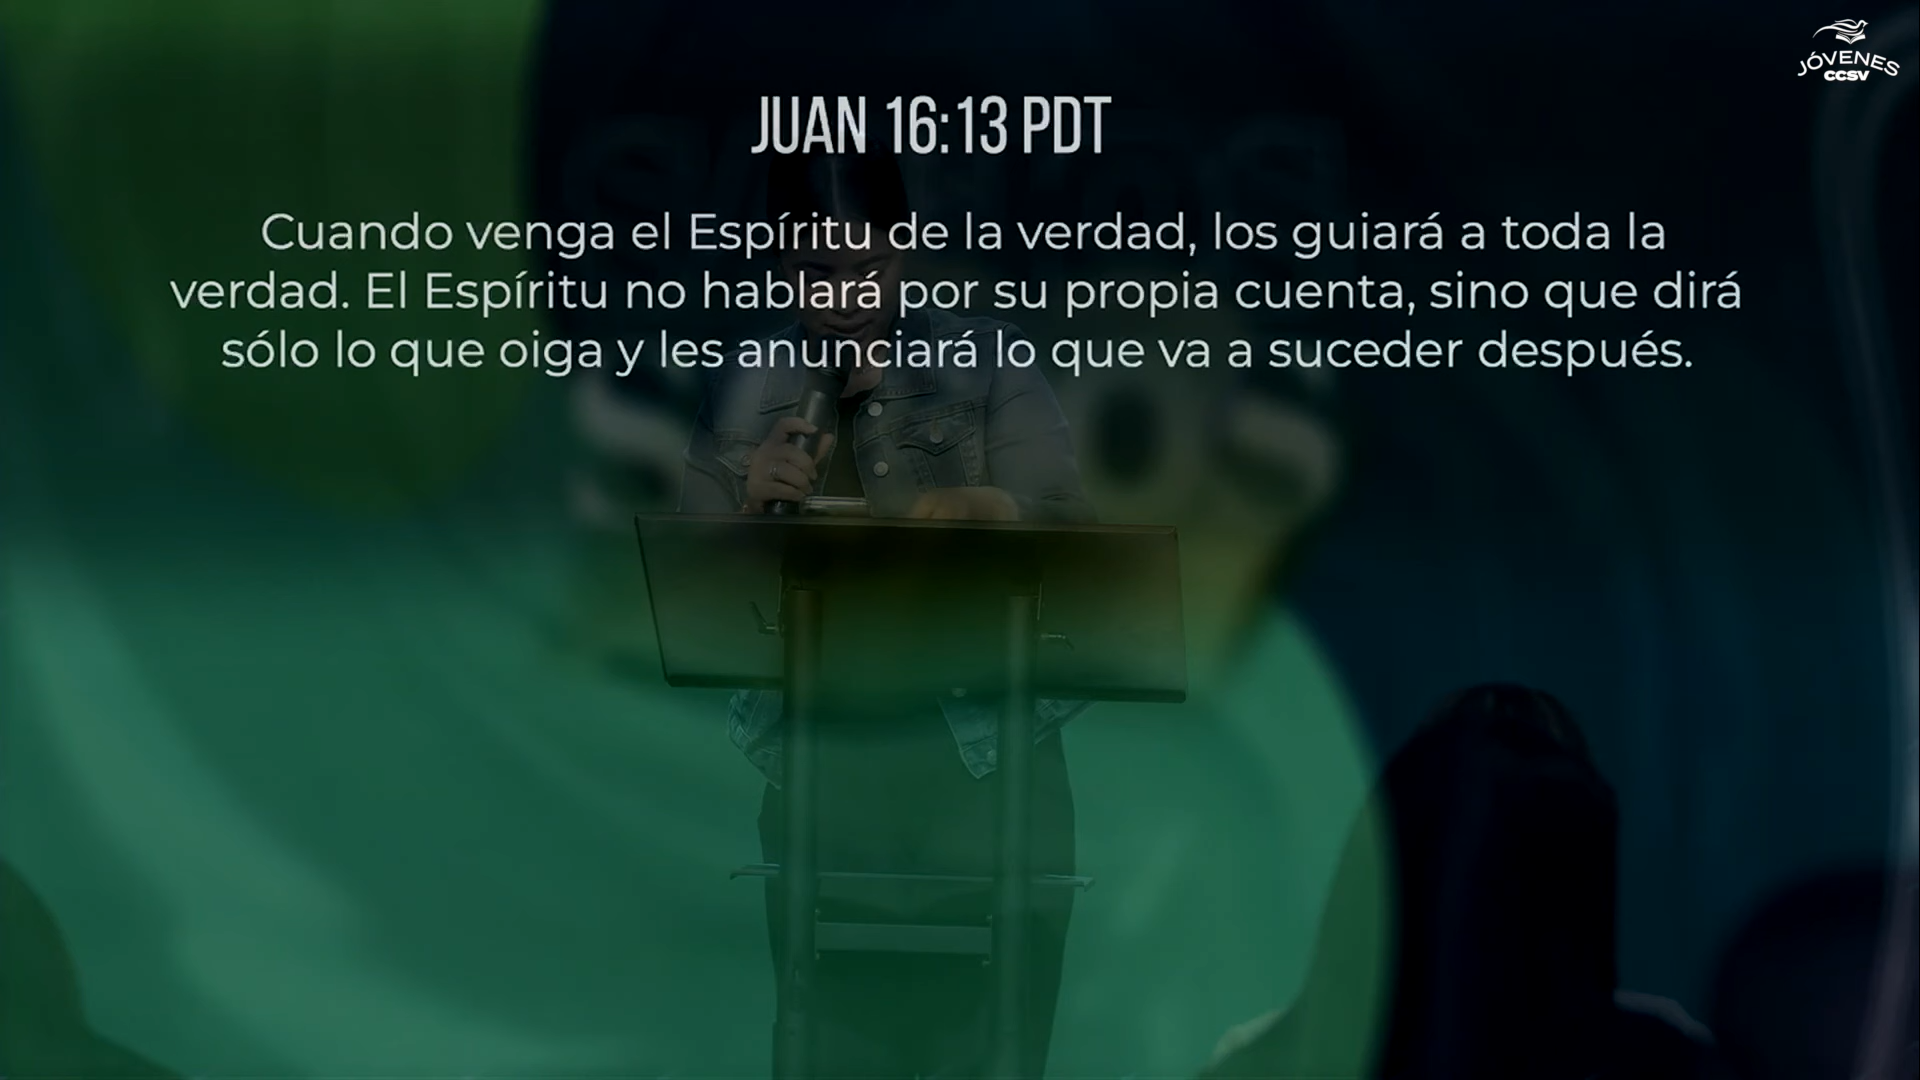 JÓVENES
CCSV
JUAN 16:13 PDT
Cuando venga el Espíritu de la verdad, los guiará a toda la
verdad. El Espíritu no hablará por su propia cuenta, sino que dirá
sólo lo que oiga y les anunciará lo que va a suceder después.